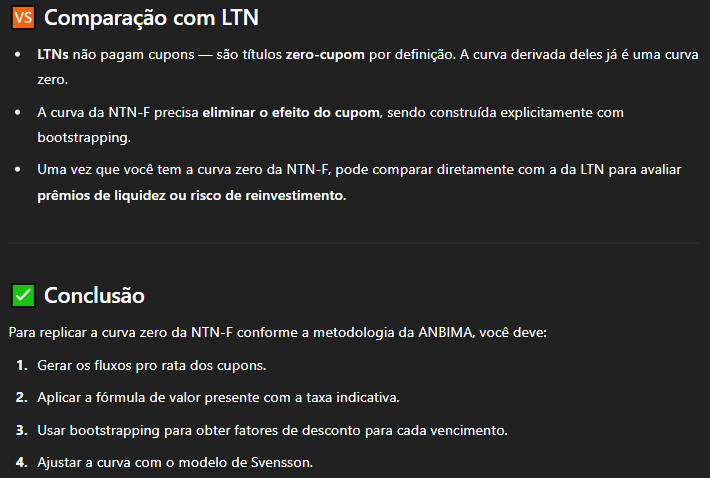 VS Comparação com LTN
• LTNs não pagam cupons — são títulos zero-cupom por definição. A curva derivada deles já é uma curva
zero.
• A curva da NTN-F precisa eliminar o efeito do cupom, sendo construída explicitamente com
bootstrapping.
• Uma vez que você tem a curva zero da NTN-F, pode comparar diretamente com a da LTN para avaliar
prêmios de liquidez ou risco de reinvestimento.
✅ Conclusão
Para replicar a curva zero da NTN-F conforme a metodologia da ANBIMA, você deve:
1. Gerar os fluxos pro rata dos cupons.
2. Aplicar a fórmula de valor presente com a taxa indicativa.
3. Usar bootstrapping para obter fatores de desconto para cada vencimento.
4. Ajustar a curva com o modelo de Svensson.